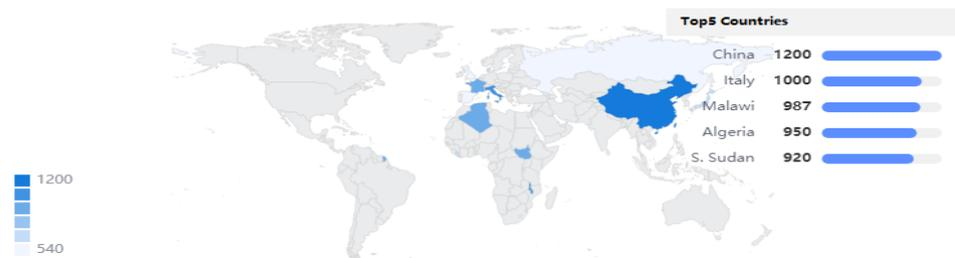 Top5 Countries
China 1200
Italy 1000
Malawi 987
Algeria 950
S. Sudan 920
1200
540